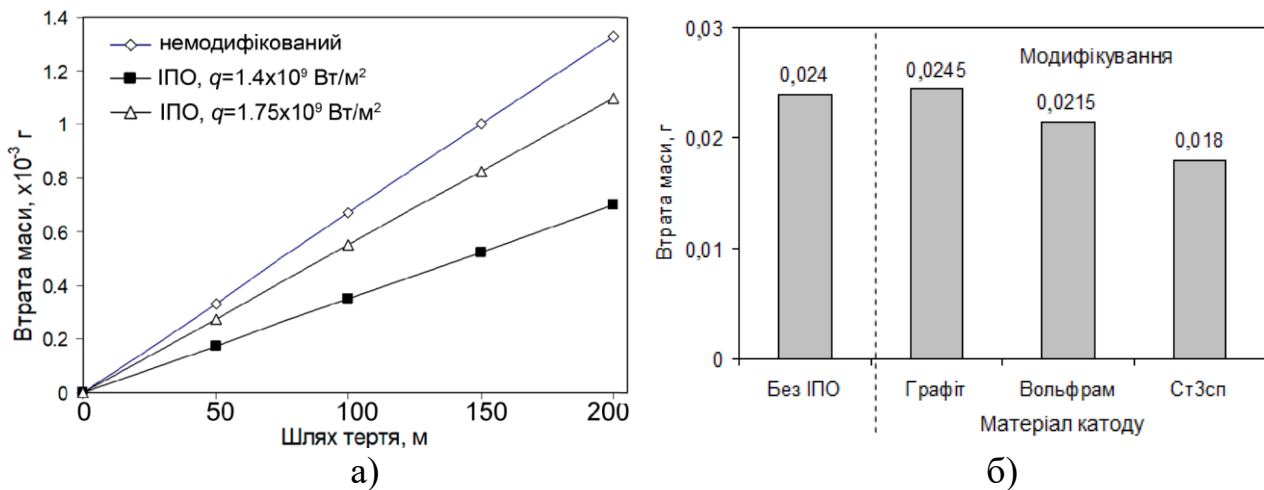 1.4
1.2
1
0.8
0.6
0.4
0.2
0
Втрата маси, x10⁻³ г
немодифікований
ІПО, q=1.4x10⁹ Вт/м²
ІПО, q=1.75x10⁹ Вт/м²
0 50 100 150 200
Шлях тертя, м
а)
0,03
0,02
0,01
0
Втрата маси, г
Модифікування
0,024
0,0245
0,0215
0,018
Без ІПО Графіт Вольфрам Ст3сп
Матеріал катоду
б)